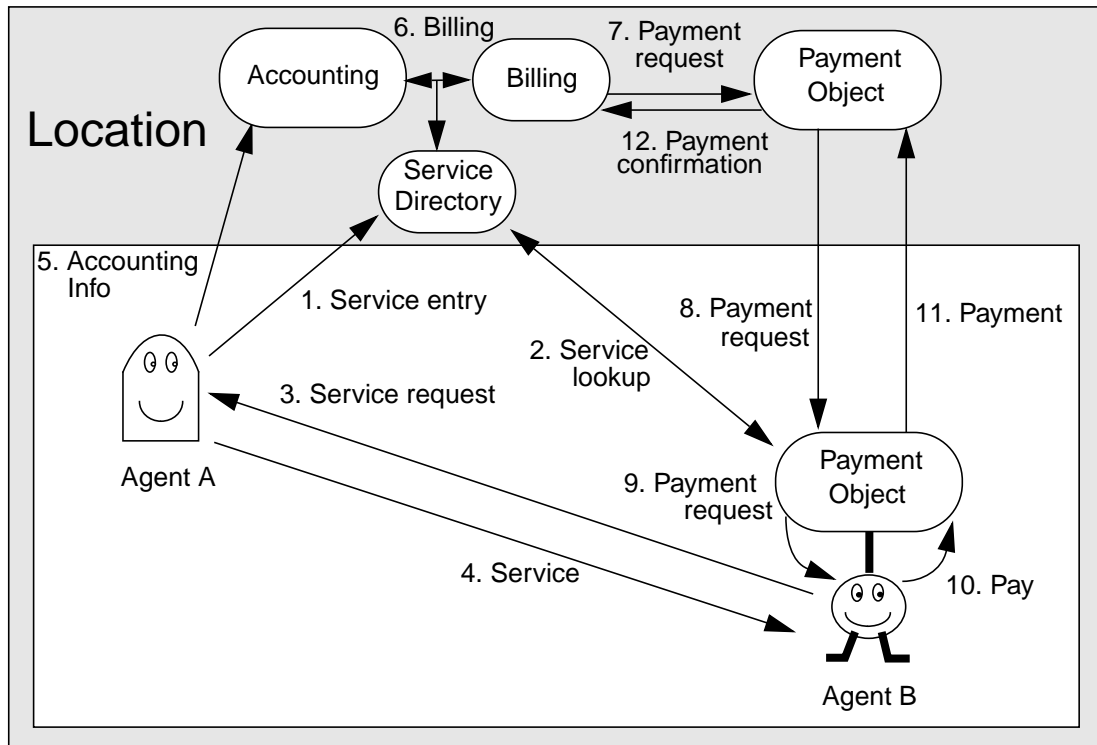 6. Billing
7. Payment
request
Accounting
Billing
Payment
Object
Location
12. Payment
confirmation
Service
Directory
5. Accounting
Info
1. Service entry
8. Payment
request
11. Payment
2. Service
lookup
3. Service request
Agent A
Payment
Object
9. Payment
request
4. Service
10. Pay
Agent B